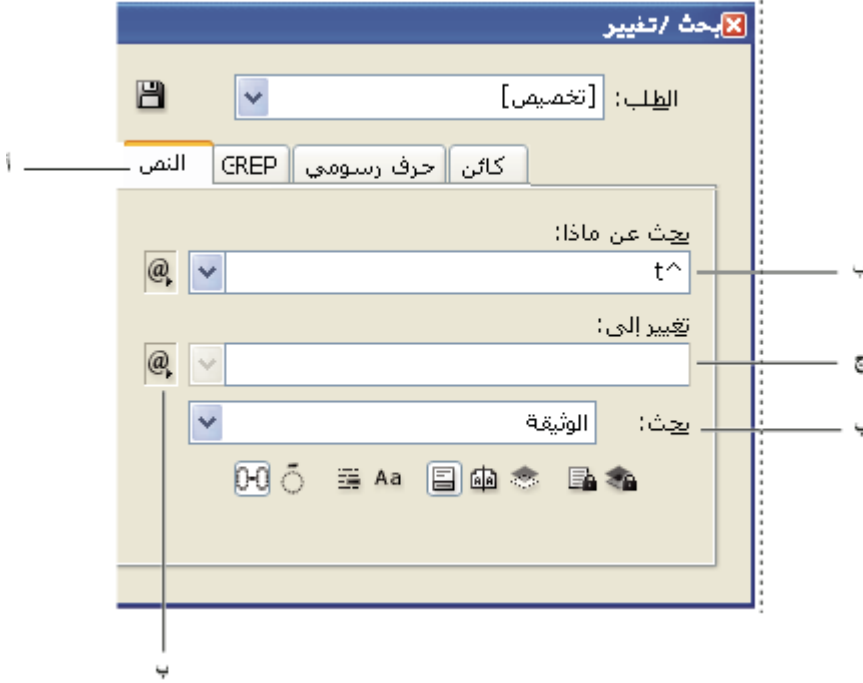 بحث /تغيير
الطلب: [تخصيص]
كائن حرف رسومي GREP النص
أ
بحث عن ماذا:
t^ @
ب
تغيير إلى:
@
ج
بحث: الوثيقة
ب
Aa
ب